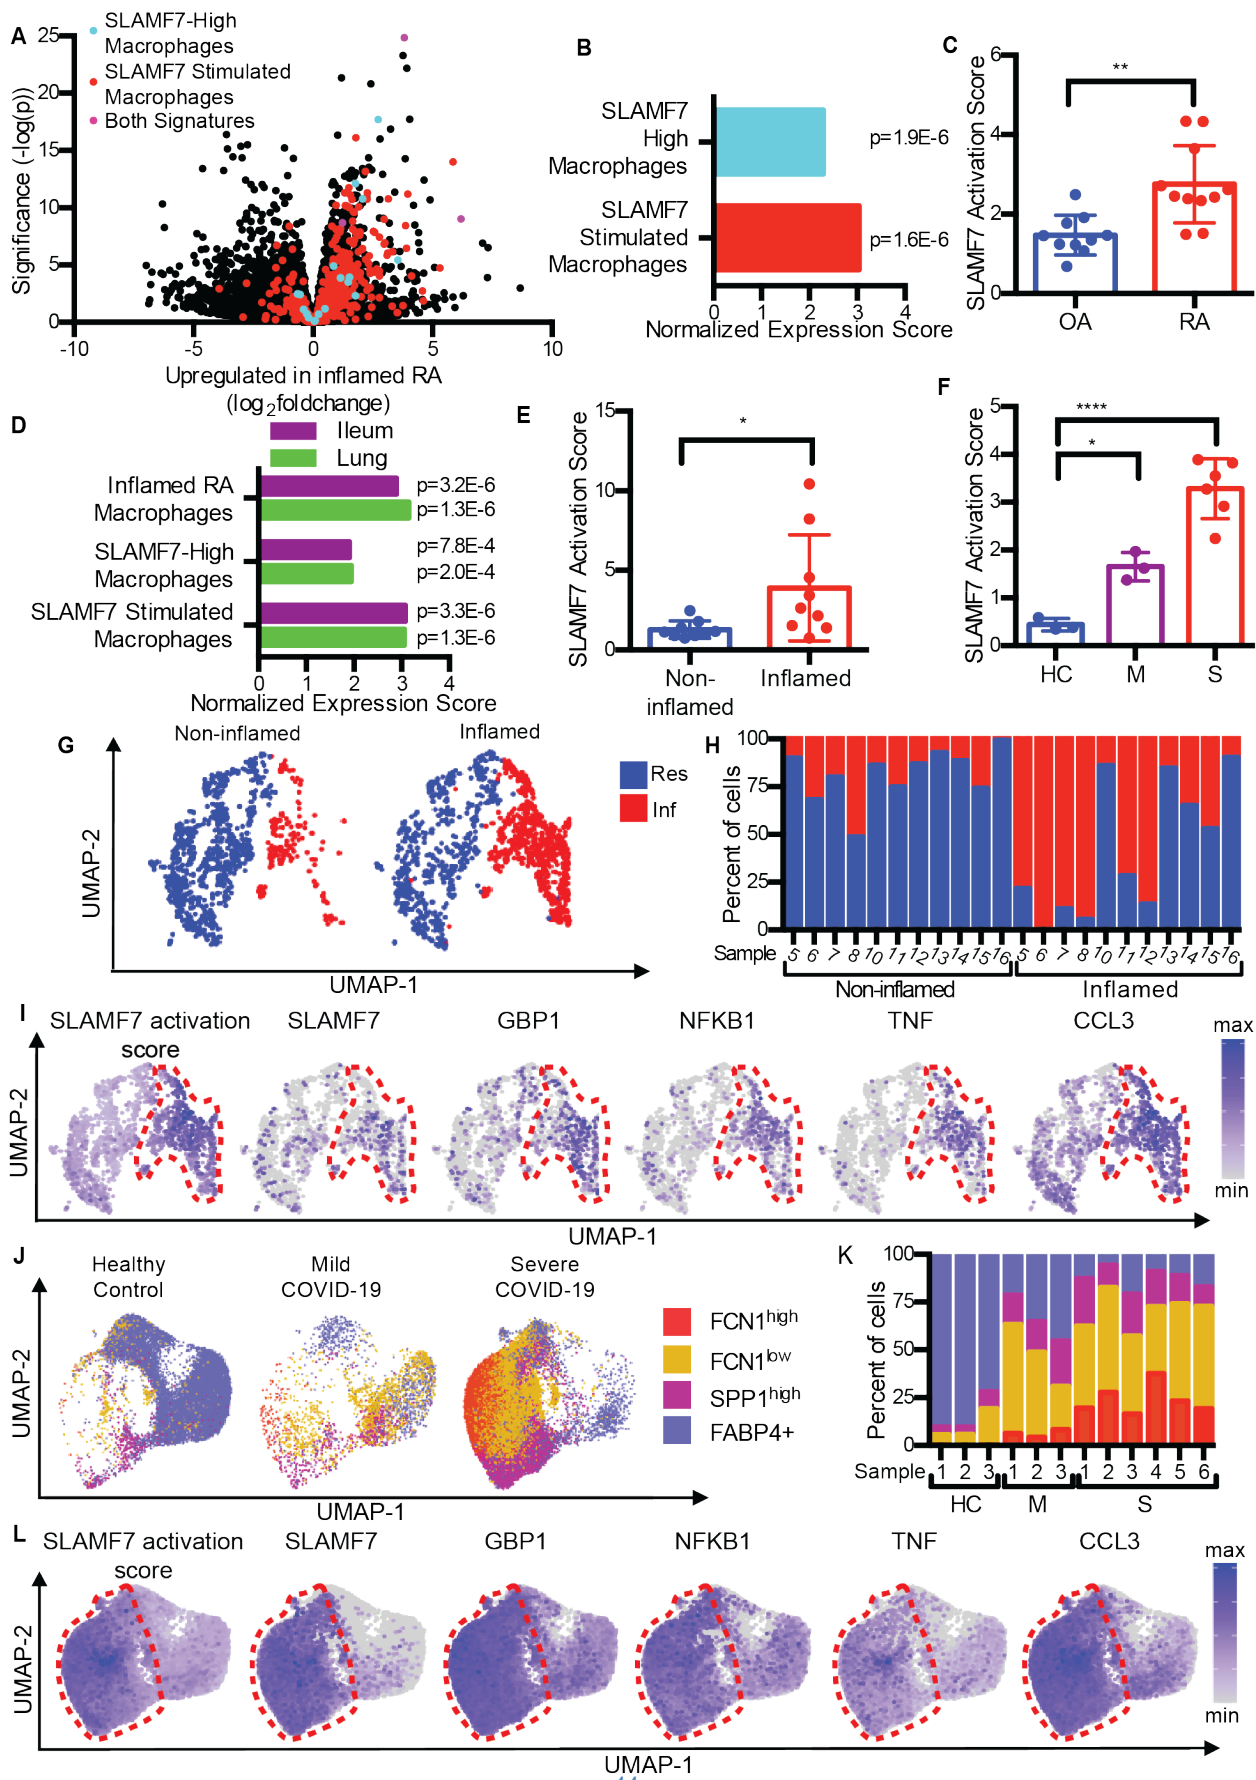 A
SLAMF7-High
Macrophages
SLAMF7 Stimulated
Macrophages
Both Signatures
Significance (-log(p))
25
20
15
10
5
0
-10
-5
0
5
10
Upregulated in inflamed RA
(log2foldchange)
B
SLAMF7
High
Macrophages
p=1.9E-6
SLAMF7
Stimulated
Macrophages
p=1.6E-6
0
1
2
3
4
Normalized Expression Score
C
SLAMF7 Activation Score
6
4
2
0
**
OA
RA
D
Ileum
Lung
Inflamed RA
Macrophages
p=3.2E-6
p=1.3E-6
SLAMF7-High
Macrophages
p=7.8E-4
p=2.0E-4
SLAMF7 Stimulated
Macrophages
p=3.3E-6
p=1.3E-6
0
1
2
3
4
Normalized Expression Score
E
SLAMF7 Activation Score
15
10
5
0
*
Non-
inflamed
Inflamed
F
SLAMF7 Activation Score
5
4
3
2
1
0
****
*
HC
M
S
G
Non-inflamed
Inflamed
UMAP-2
UMAP-1
Res
Inf
H
Percent of cells
100
75
50
25
0
Sample
5 6 7 8 10 11 12 13 14 15 16 5 6 7 8 10 11 12 13 14 15 16
Non-inflamed
Inflamed
I
SLAMF7 activation
score
SLAMF7
GBP1
NFKB1
TNF
CCL3
max
min
UMAP-2
UMAP-1
J
Healthy
Control
Mild
COVID-19
Severe
COVID-19
UMAP-2
UMAP-1
FCN1high
FCN1low
SPP1high
FABP4+
K
Percent of cells
100
75
50
25
0
Sample
1 2 3 1 2 3 1 2 3 4 5 6
HC
M
S
L
SLAMF7 activation
score
SLAMF7
GBP1
NFKB1
TNF
CCL3
max
min
UMAP-2
UMAP-1